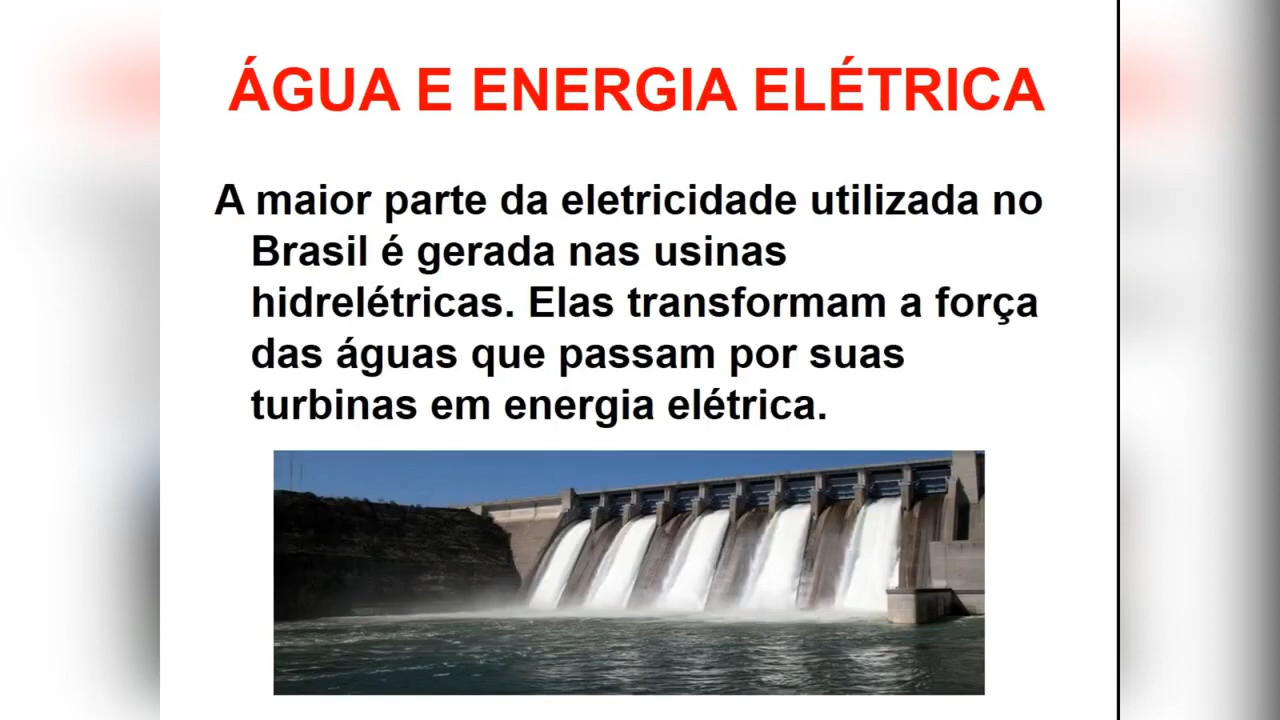 ÁGUA E ENERGIA ELÉTRICA
A maior parte da eletricidade utilizada no
Brasil é gerada nas usinas
hidrelétricas. Elas transformam a força
das águas que passam por suas
turbinas em energia elétrica.